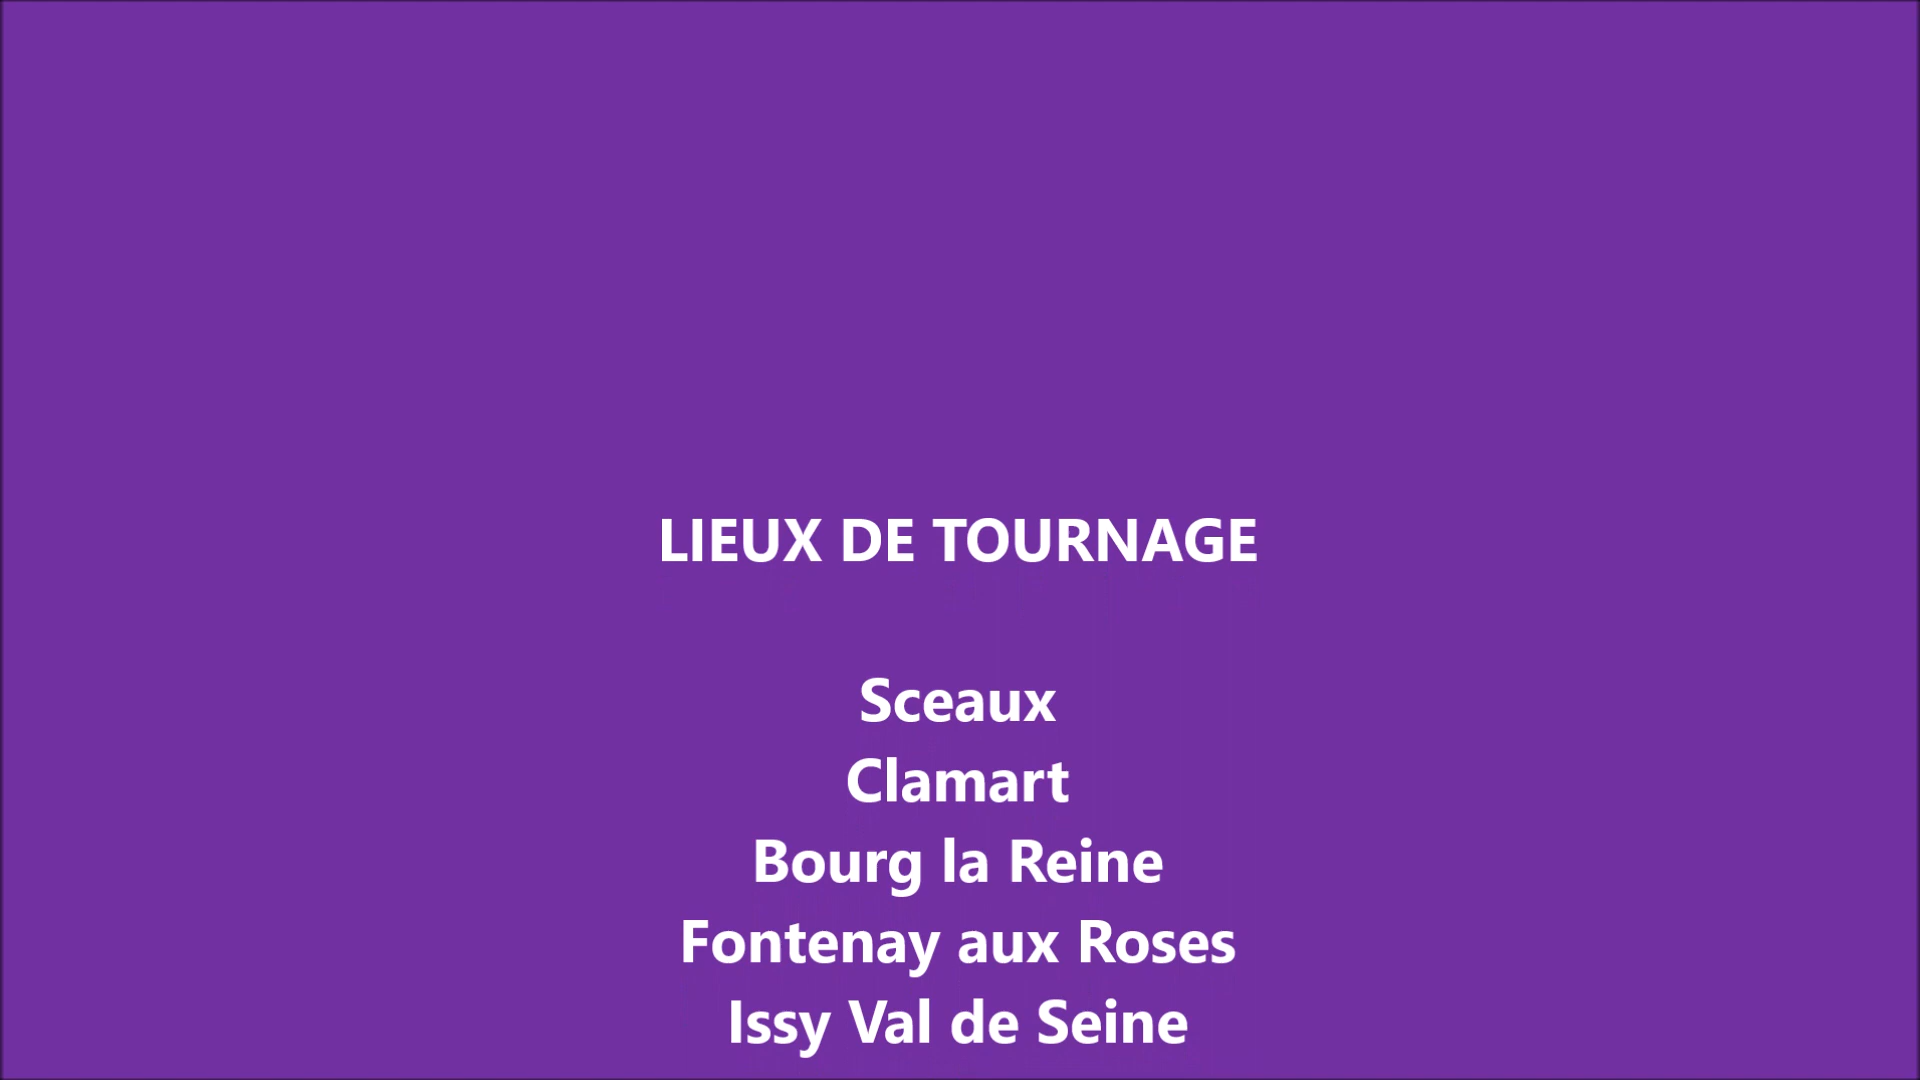 LIEUX DE TOURNAGE
Sceaux
Clamart
Bourg la Reine
Fontenay aux Roses
Issy Val de Seine